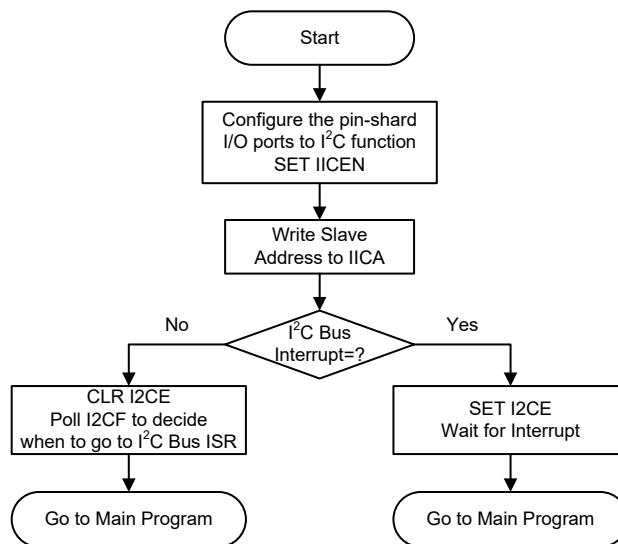 Start
Configure the pin-shard
I/O ports to I²C function
SET IICEN
Write Slave
Address to IICA
I²C Bus
Interrupt=?
No
Yes
CLR I2CE
Poll I2CF to decide
when to go to I²C Bus ISR
SET I2CE
Wait for Interrupt
Go to Main Program
Go to Main Program